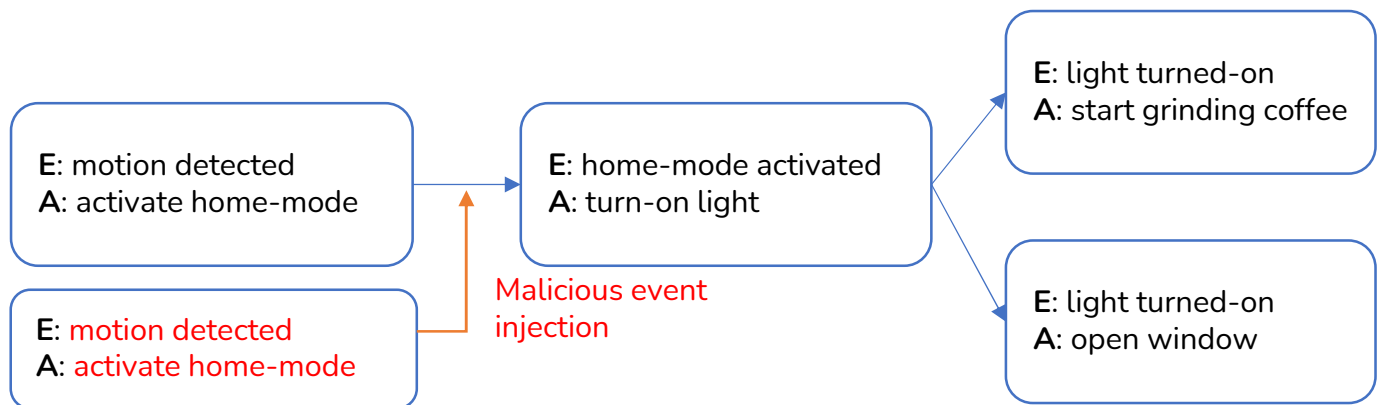 E: motion detected
A: activate home-mode
E: motion detected
A: activate home-mode
Malicious event
injection
E: home-mode activated
A: turn-on light
E: light turned-on
A: start grinding coffee
E: light turned-on
A: open window